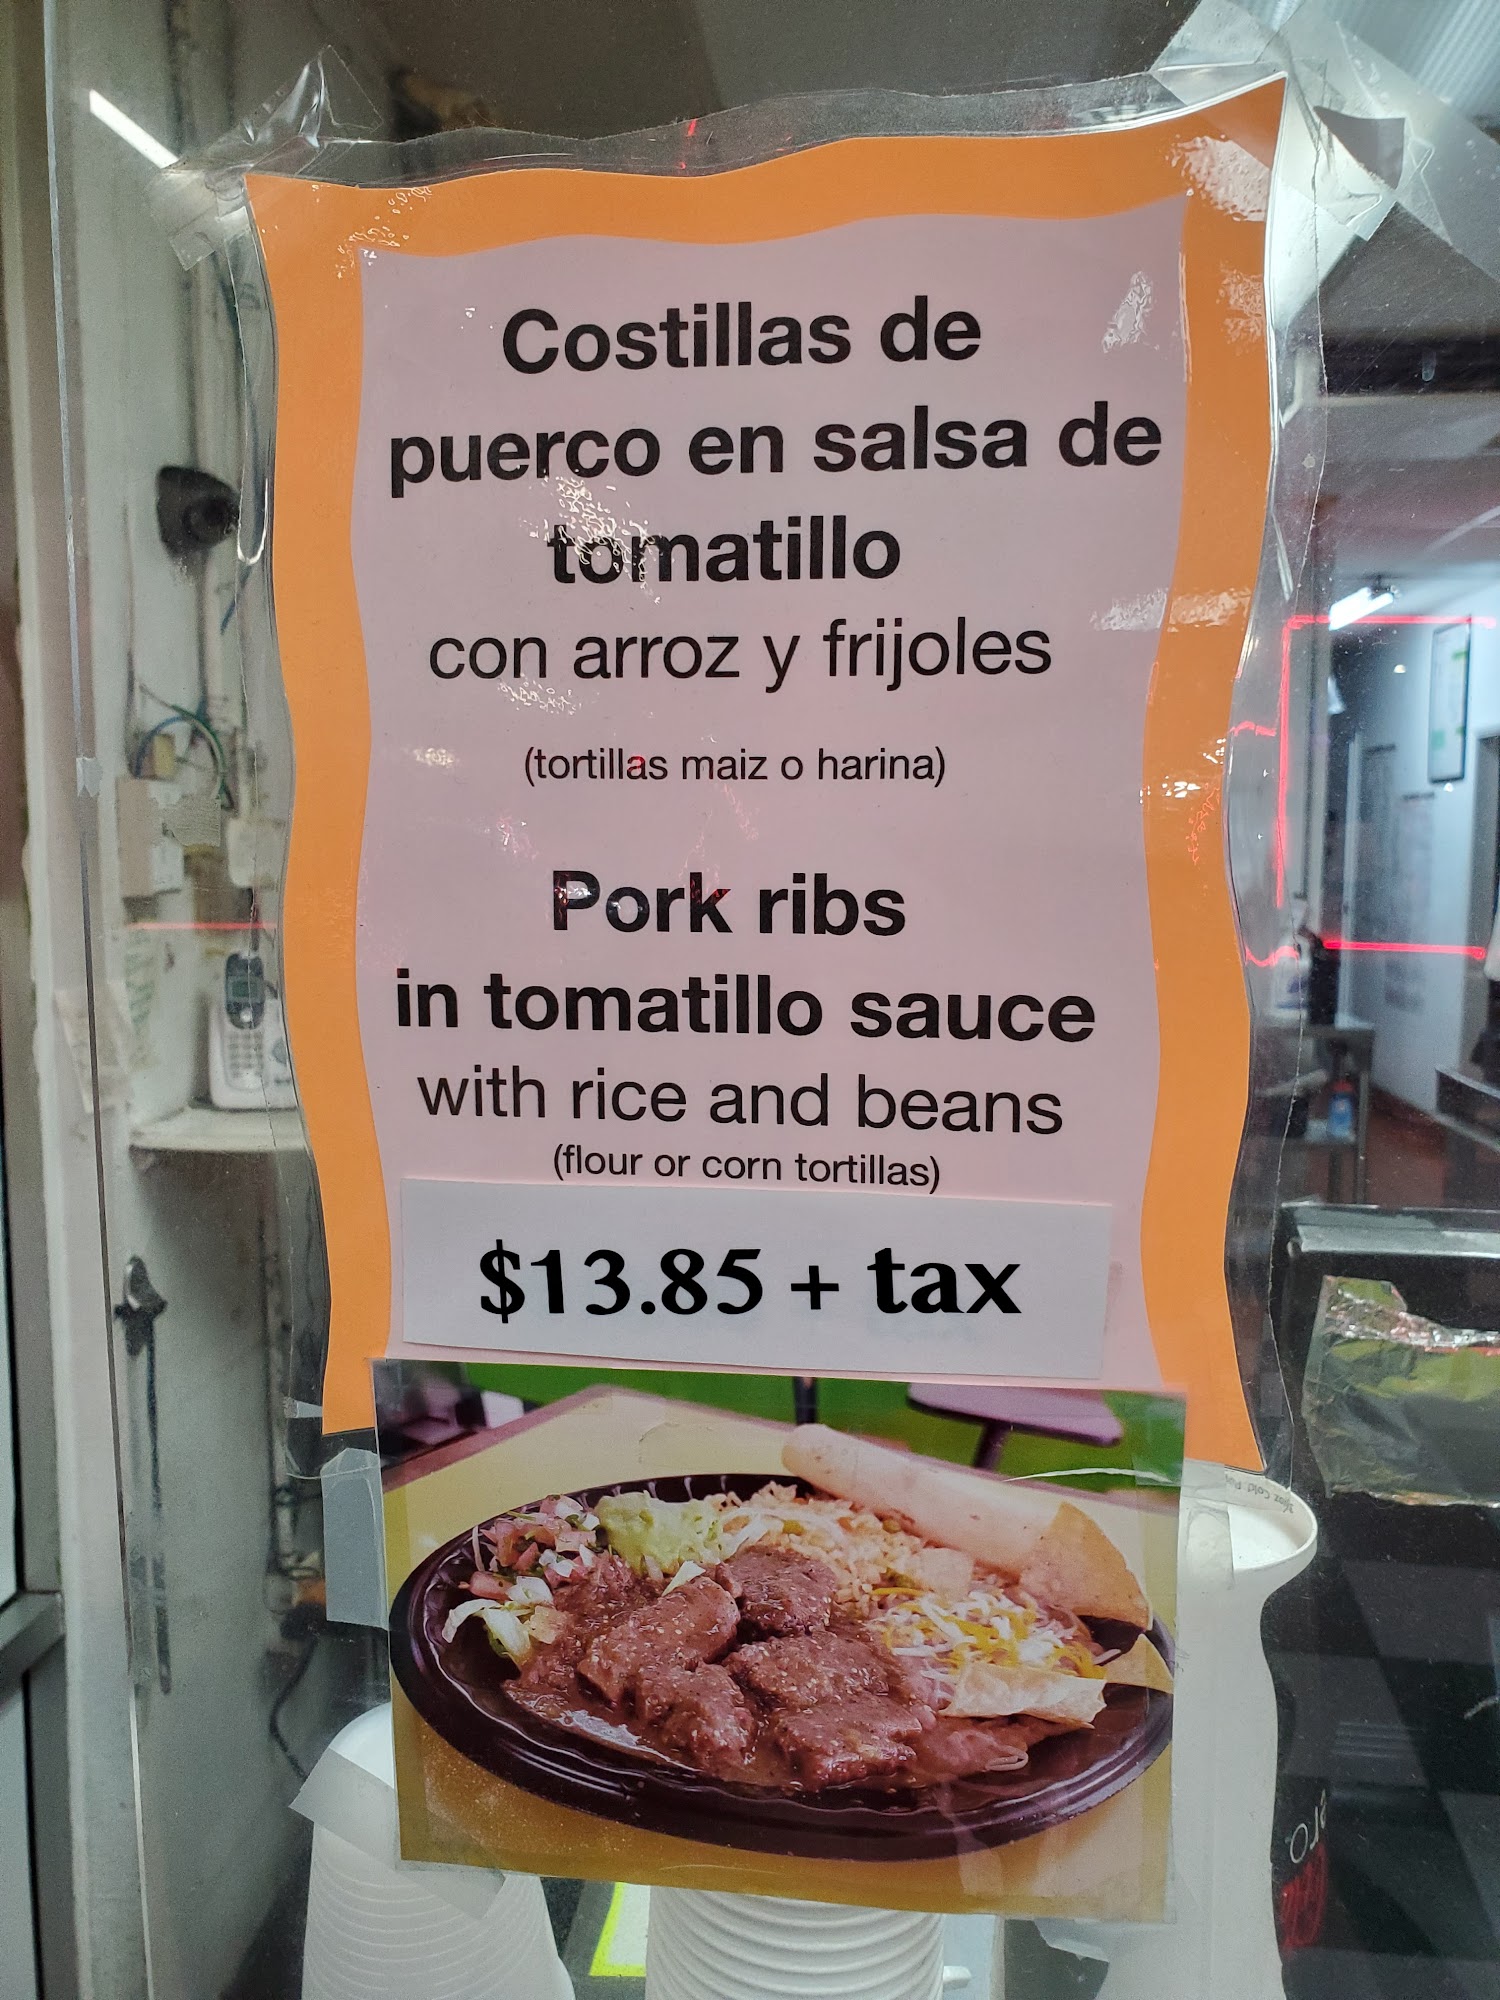 Costillas de
puerco en salsa de
tomatillo
con arroz y frijoles
(tortillas maiz o harina)
Pork ribs
in tomatillo sauce
with rice and beans
(flour or corn tortillas)
$13.85 + tax